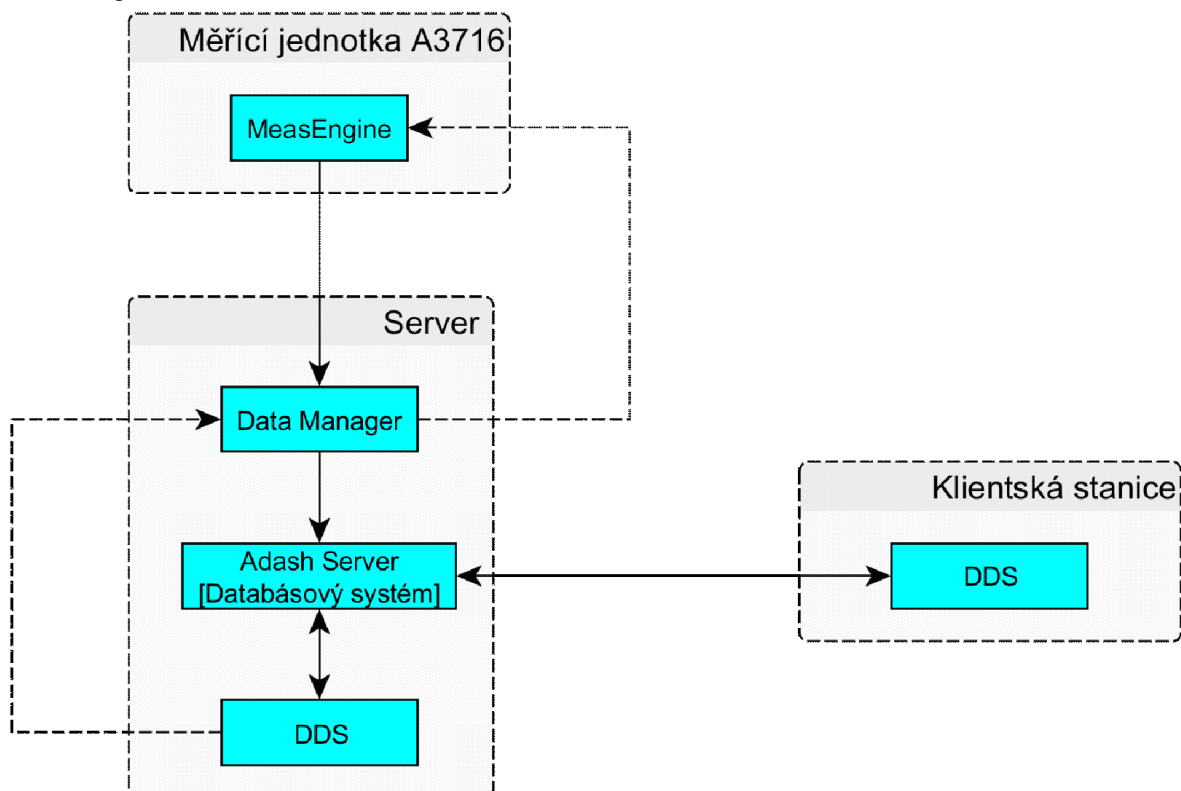 Měřící jednotka A3716
MeasEngine
Server
Data Manager
Klientská stanice
Adash Server
[Databásový systém]
DDS
DDS